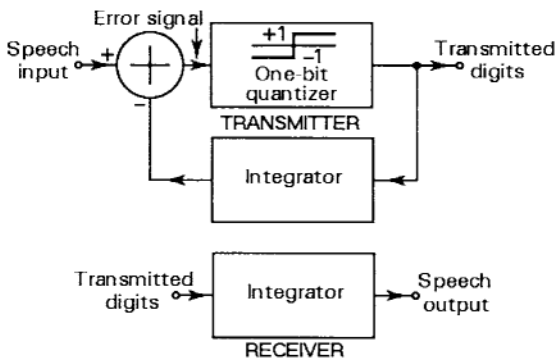 Error signal
Speech
input
+
−
+1
−1
One-bit
quantizer
Transmitted
digits
TRANSMITTER
Integrator
Transmitted
digits
Integrator
Speech
output
RECEIVER